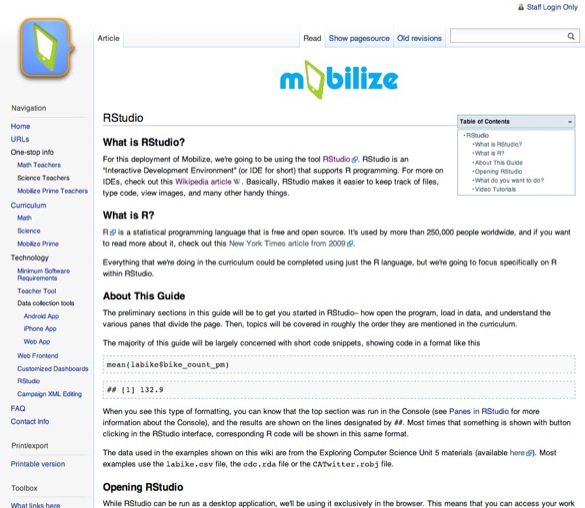 Staff Login Only
Article
Read Show pagesource Old revisions
mobilize
Navigation
Home
URLs
One-stop info
Math Teachers
Science Teachers
Mobilize Prime Teachers
Curriculum
Math
Science
Mobilize Prime
Technology
Minimum Software
Requirements
Teacher Tool
Data collection tools
Android App
iPhone App
Web App
Web Frontend
Customized Dashboards
RStudio
Campaign XML Editing
FAQ
Contact Info
Print/export
Printable version
Toolbox
What links here
RStudio
Table of Contents
RStudio
What is RStudio?
What is R?
About This Guide
Opening RStudio
What do you want to do?
Video Tutorials
What is RStudio?
For this deployment of Mobilize, we're going to be using the tool RStudio. RStudio is an
"Interactive Development Environment" (or IDE for short) that supports R programming. For more on
IDEs, check out this Wikipedia article W. Basically, RStudio makes it easier to keep track of files,
type code, view images, and many other handy things.
What is R?
R is a statistical programming language that is free and open source. It's used by more than 250,000 people worldwide, and if you want
to read more about it, check out this New York Times article from 2009.
Everything that we're doing in the curriculum could be completed using just the R language, but we're going to focus specifically on R
within RStudio.
About This Guide
The preliminary sections in this guide will be to get you started in RStudio– how open the program, load in data, and understand the
various panes that divide the page. Then, topics will be covered in roughly the order they are mentioned in the curriculum.
The majority of this guide will be largely concerned with short code snippets, showing code in a format like this
mean(labike$bike_count_pm)
## [1] 132.9
When you see this type of formatting, you can know that the top section was run in the Console (see Panes in RStudio for more
information about the Console), and the results are shown on the lines designated by ##. Most times that something is shown with button
clicking in the RStudio interface, corresponding R code will be shown in this same format.
The data used in the examples shown on this wiki are from the Exploring Computer Science Unit 5 materials (available here). Most
examples use the labike.csv file, the cdc.rda file or the CATwitter.robj file.
Opening RStudio
While RStudio can be run as a desktop application, we'll be using it exclusively in the browser. This means that you can access your work